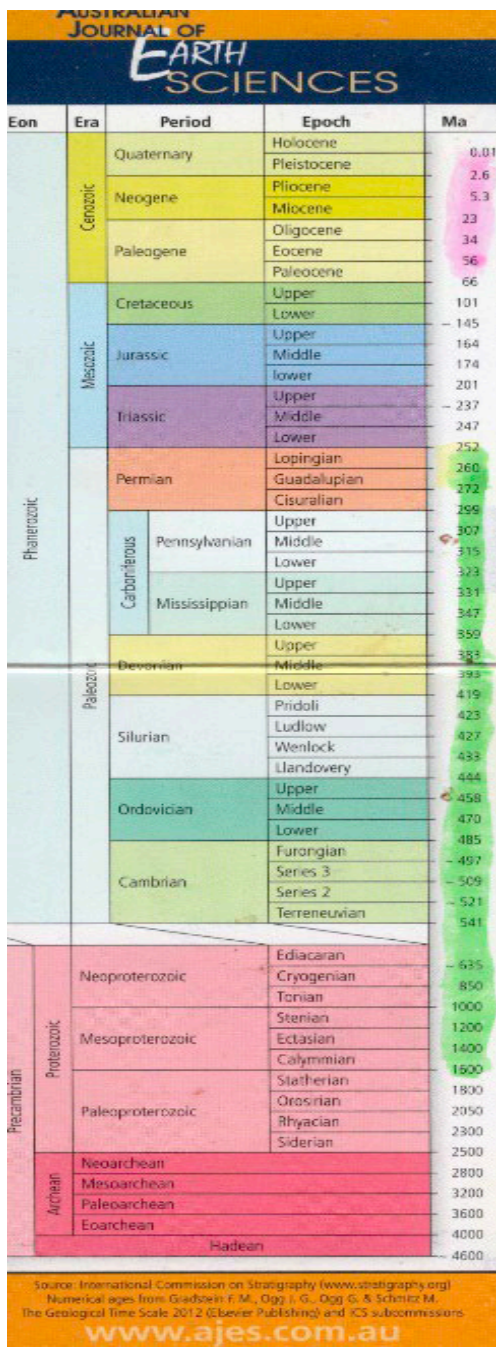 AUSTRALIAN
JOURNAL OF
EARTH
SCIENCES
Eon Era Period Epoch Ma
Phanerozoic
Cenozoic
Quaternary
Holocene
0.01
Pleistocene
2.6
Neogene
Pliocene
5.3
Miocene
23
Paleogene
Oligocene
34
Eocene
56
Paleocene
66
Mesozoic
Cretaceous
Upper
101
Lower
~ 145
Jurassic
Upper
164
Middle
174
lower
201
Triassic
Upper
~ 237
Middle
247
Lower
252
Paleozoic
Permian
Lopingian
260
Guadalupian
272
Cisuralian
299
Carboniferous
Pennsylvanian
Upper
307
Middle
315
Lower
323
Mississippian
Upper
331
Middle
347
Lower
359
Devonian
Upper
383
Middle
393
Lower
419
Silurian
Pridoli
423
Ludlow
427
Wenlock
433
Llandovery
444
Ordovician
Upper
458
Middle
470
Lower
485
Cambrian
Furongian
~ 497
Series 3
~ 509
Series 2
~ 521
Terreneuvian
541
Precambrian
Proterozoic
Neoproterozoic
Ediacaran
~ 635
Cryogenian
850
Tonian
1000
Mesoproterozoic
Stenian
1200
Ectasian
1400
Calymmian
1600
Paleoproterozoic
Statherian
1800
Orosirian
2050
Rhyacian
2300
Siderian
2500
Archean
Neoarchean
2800
Mesoarchean
3200
Paleoarchean
3600
Eoarchean
4000
Hadean
~ 4600
Source: International Commission on Stratigraphy (www.stratigraphy.org)
Numerical ages from Gradstein F. M., Ogg J. G., Ogg G. & Schmitz M.
The Geological Time Scale 2012 (Elsevier Publishing) and ICS subcommissions
www.ajes.com.au